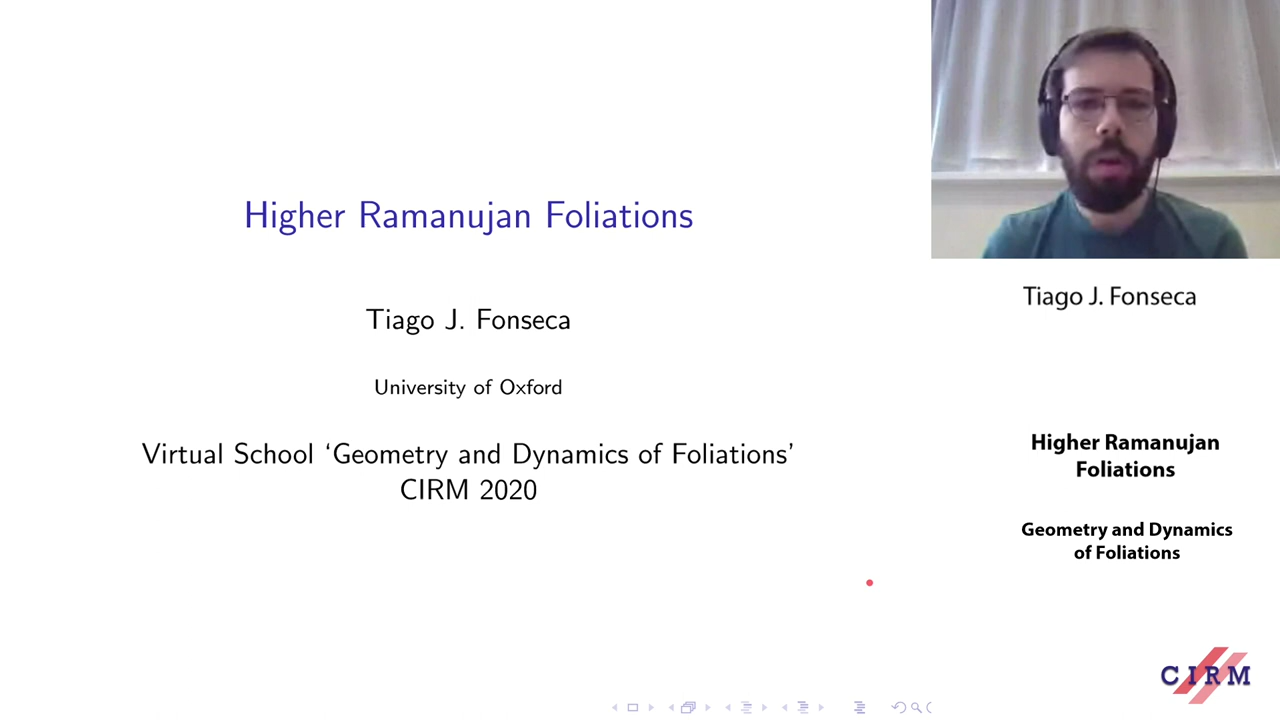 Higher Ramanujan Foliations
Tiago J. Fonseca
University of Oxford
Virtual School ‘Geometry and Dynamics of Foliations’
CIRM 2020
Tiago J. Fonseca
Higher Ramanujan
Foliations
Geometry and Dynamics
of Foliations
CIRM